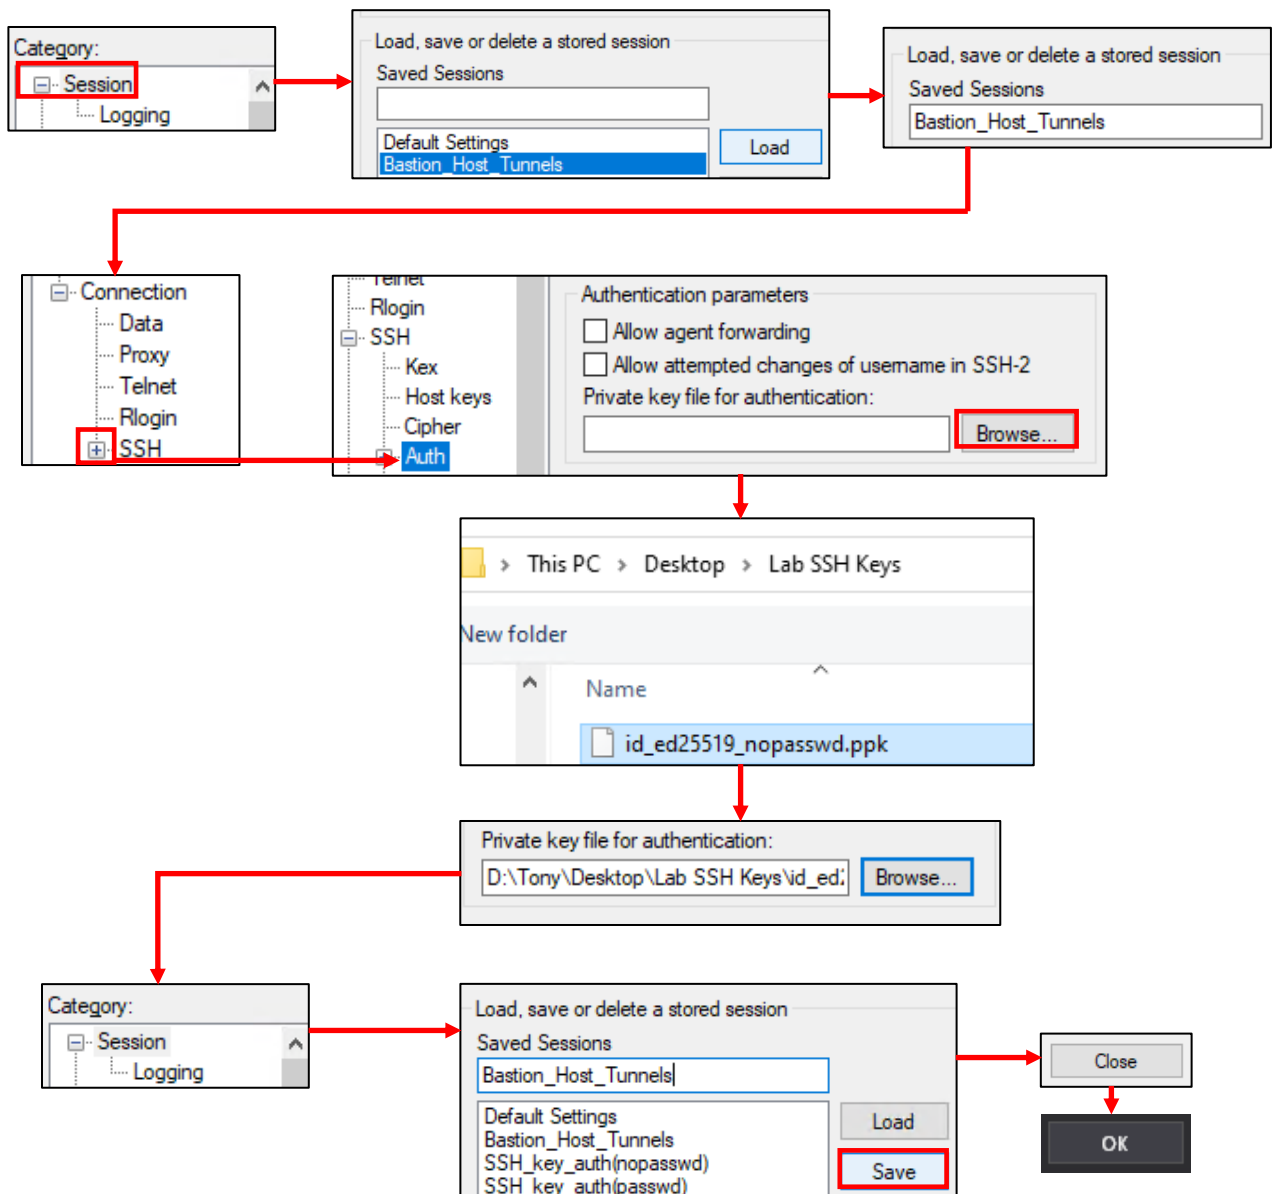 Category:
Session
Logging
Load, save or delete a stored session
Saved Sessions
Default Settings
Bastion_Host_Tunnels
Load
Load, save or delete a stored session
Saved Sessions
Bastion_Host_Tunnels
Connection
Data
Proxy
Telnet
Rlogin
SSH
Telnet
Rlogin
SSH
Kex
Host keys
Cipher
Auth
Authentication parameters
Allow agent forwarding
Allow attempted changes of username in SSH-2
Private key file for authentication:
Browse...
> This PC > Desktop > Lab SSH Keys
New folder
Name
id_ed25519_nopasswd.ppk
Private key file for authentication:
D:\Tony\Desktop\Lab SSH Keys\id_ed2
Browse...
Category:
Session
Logging
Load, save or delete a stored session
Saved Sessions
Bastion_Host_Tunnels
Default Settings
Bastion_Host_Tunnels
SSH_key_auth(nopasswd)
SSH_key_auth(passwd)
Load
Save
Close
OK